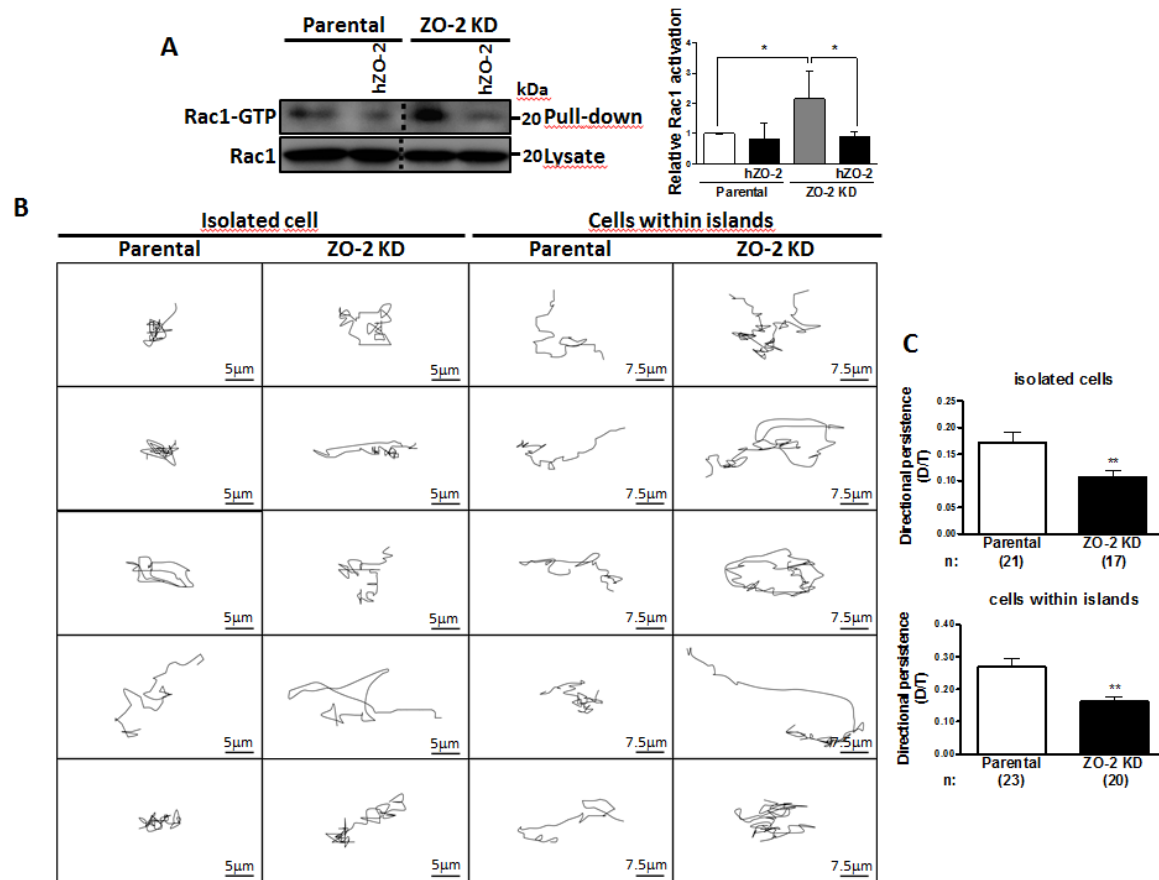 A
Parental ZO-2 KD
hZO-2 hZO-2
kDa
Rac1-GTP 20 Pull-down
Rac1 20 Lysate
Relative Rac1 activation
4
3
2
1
0
* *
hZO-2 hZO-2
Parental ZO-2 KD
B
Isolated cell Cells within islands
Parental ZO-2 KD Parental ZO-2 KD
5µm 5µm 7.5µm 7.5µm
5µm 5µm 7.5µm 7.5µm
5µm 5µm 7.5µm 7.5µm
5µm 5µm 7.5µm 7.5µm
5µm 5µm 7.5µm 7.5µm
C
isolated cells
Directional persistence
(D/T)
0.25
0.20
0.15
0.10
0.05
0.00
**
Parental ZO-2 KD
n: (21) (17)
cells within islands
Directional persistence
(D/T)
0.40
0.30
0.20
0.10
0.00
**
Parental ZO-2 KD
n: (23) (20)